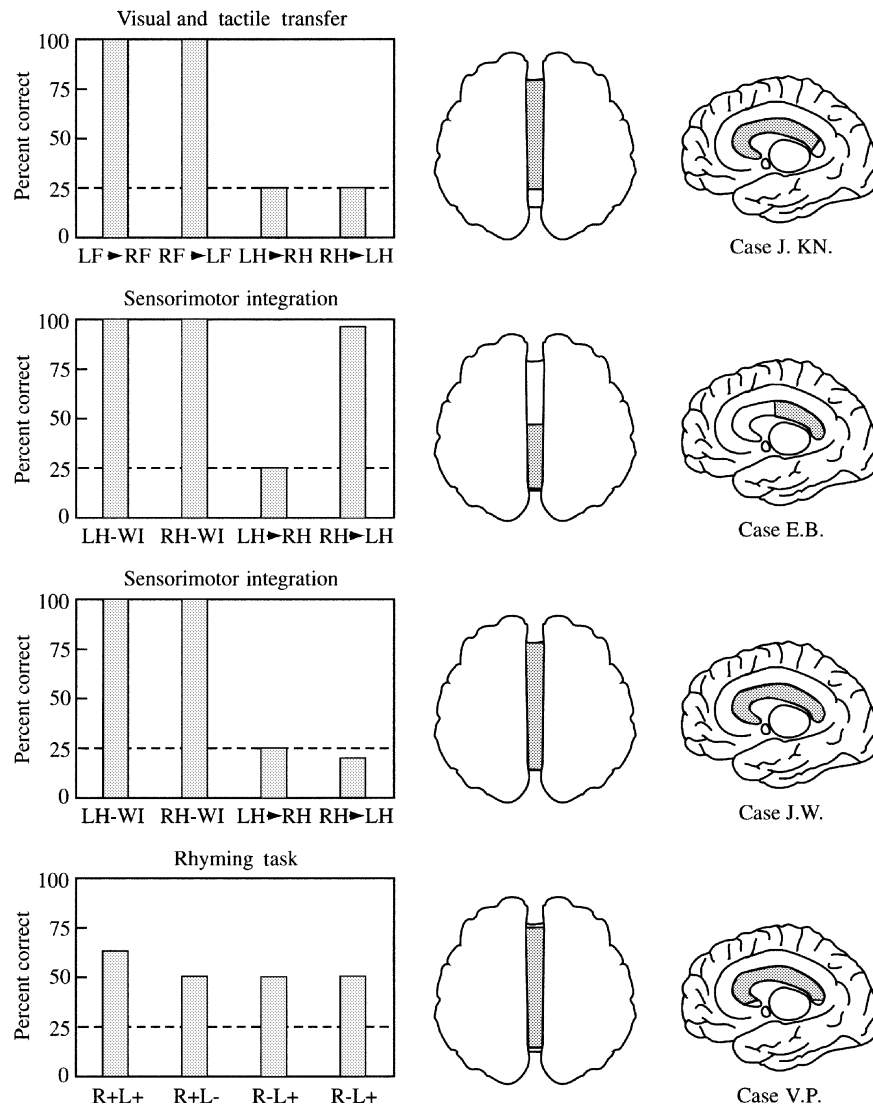 Visual and tactile transfer
100
75
50
25
0
Percent correct
LF►RF RF►LF LH►RH RH►LH
Case J. KN.
Sensorimotor integration
100
75
50
25
0
Percent correct
LH-WI RH-WI LH►RH RH►LH
Case E.B.
Sensorimotor integration
100
75
50
25
0
Percent correct
LH-WI RH-WI LH►RH RH►LH
Case J.W.
Rhyming task
100
75
50
25
0
Percent correct
R+L+ R+L- R-L+ R-L+
Case V.P.